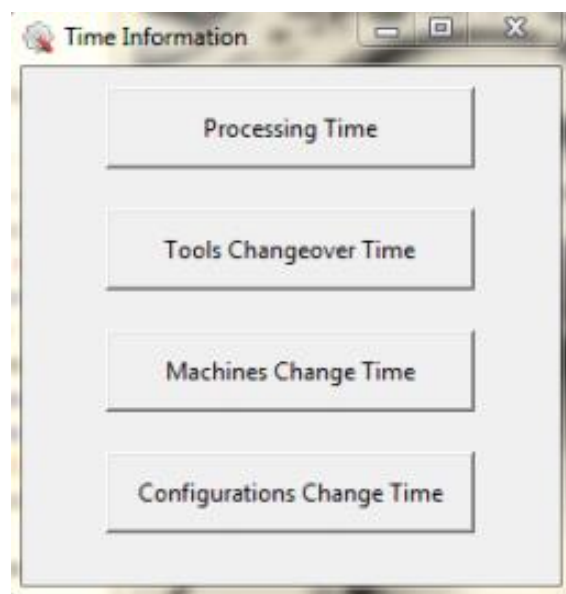 Time Information
Processing Time
Tools Changeover Time
Machines Change Time
Configurations Change Time